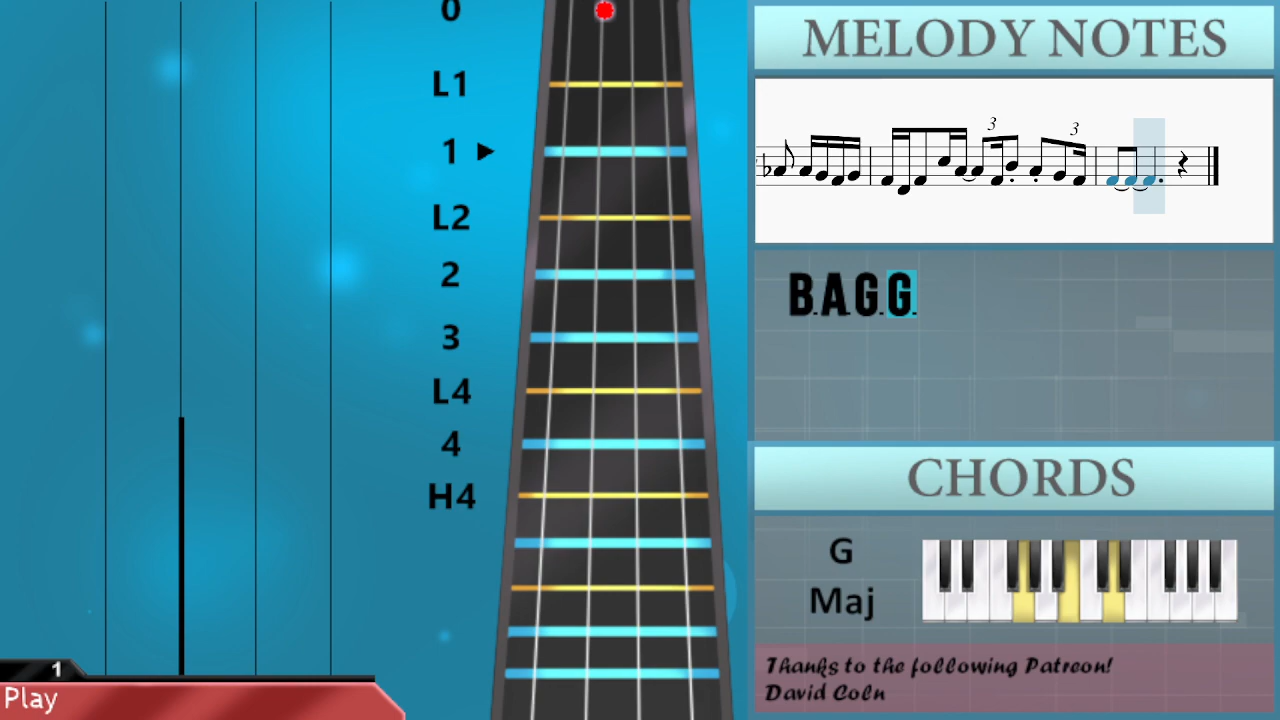 0
L1
1
L2
2
3
L4
4
H4
1
Play
MELODY NOTES
3
3
B.A.G.G.
CHORDS
G
Maj
Thanks to the following Patreon!
David Coln